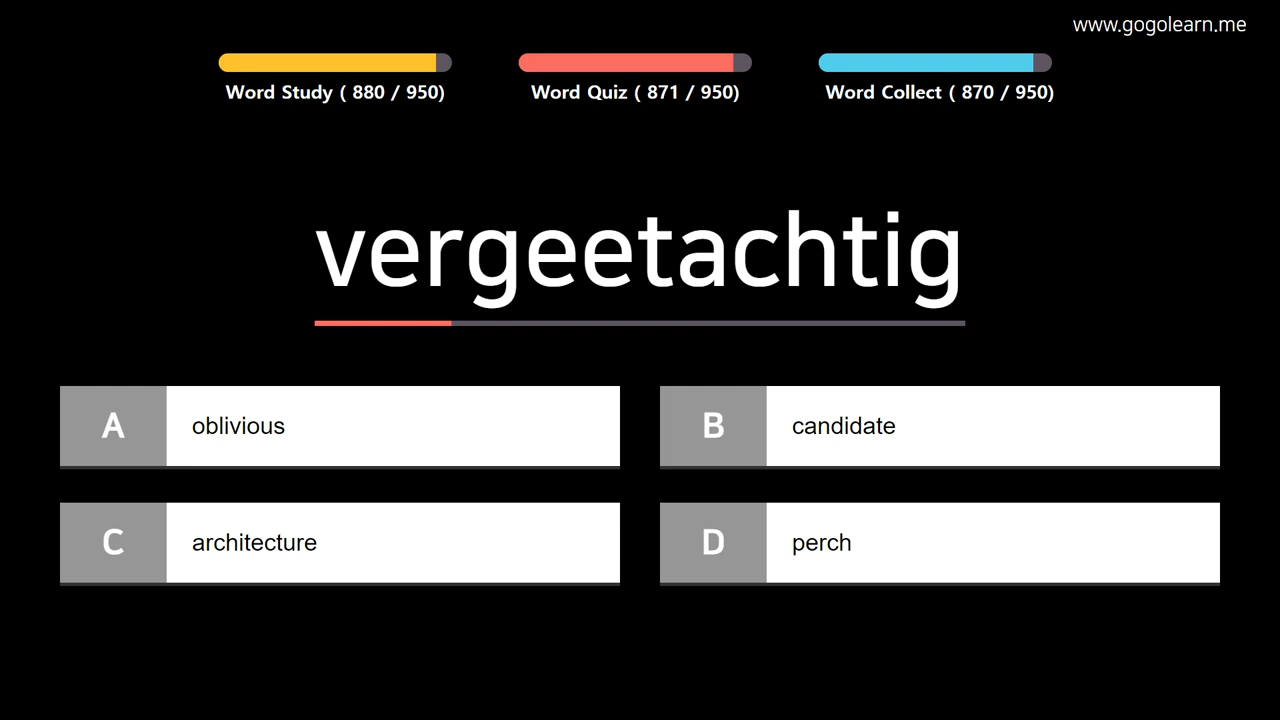 www.gogolearn.me
Word Study ( 880 / 950)
Word Quiz ( 871 / 950)
Word Collect ( 870 / 950)
vergeetachtig
A oblivious
B candidate
C architecture
D perch